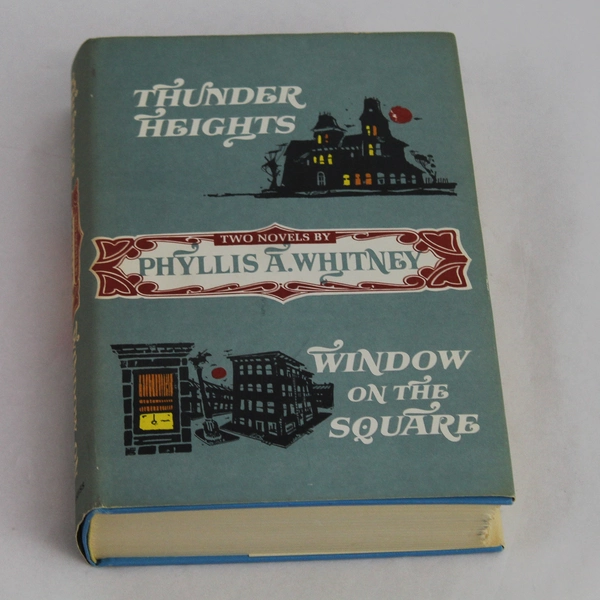 THUNDER
HEIGHTS
TWO NOVELS BY
PHYLLIS A. WHITNEY
WINDOW
ON THE
SQUARE